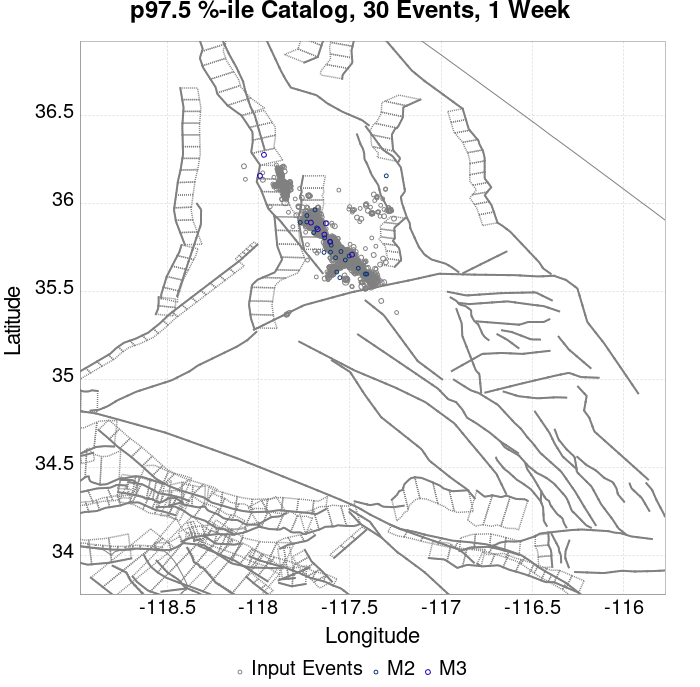 p97.5 %-ile Catalog, 30 Events, 1 Week
36.5
36
35.5
35
34.5
34
Latitude
-118.5 -118 -117.5 -117 -116.5 -116
Longitude
Input Events M2 M3